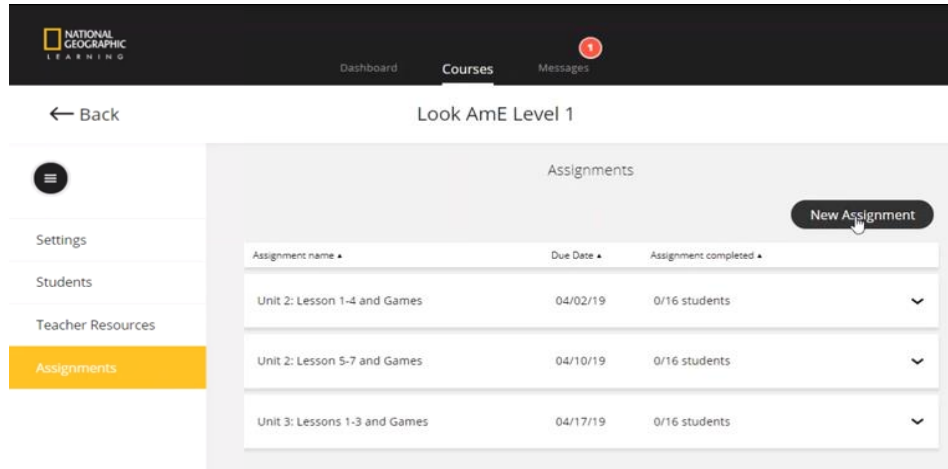 NATIONAL
GEOGRAPHIC
LEARNING
Dashboard
Courses
Messages
1
Back
Look AmE Level 1
Settings
Students
Teacher Resources
Assignments
Assignments
New Assignment
Assignment name
Due Date
Assignment completed
Unit 2: Lesson 1-4 and Games 04/02/19 0/16 students
Unit 2: Lesson 5-7 and Games 04/10/19 0/16 students
Unit 3: Lessons 1-3 and Games 04/17/19 0/16 students